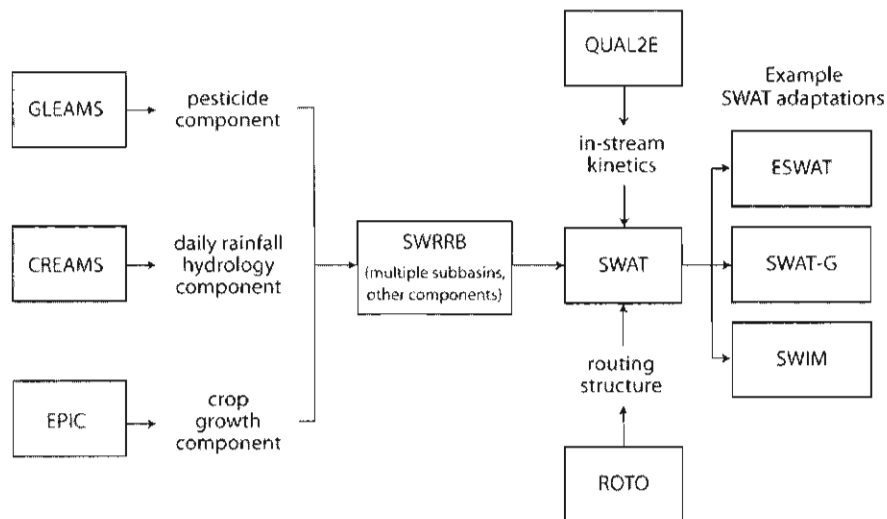 QUAL2E
Example
SWAT adaptations
GLEAMS
pesticide
component
in-stream
kinetics
ESWAT
CREAMS
daily rainfall
hydrology
component
SWRRB
(multiple subbasins,
other components)
SWAT
SWAT-G
routing
structure
SWIM
EPIC
crop
growth
component
ROTO